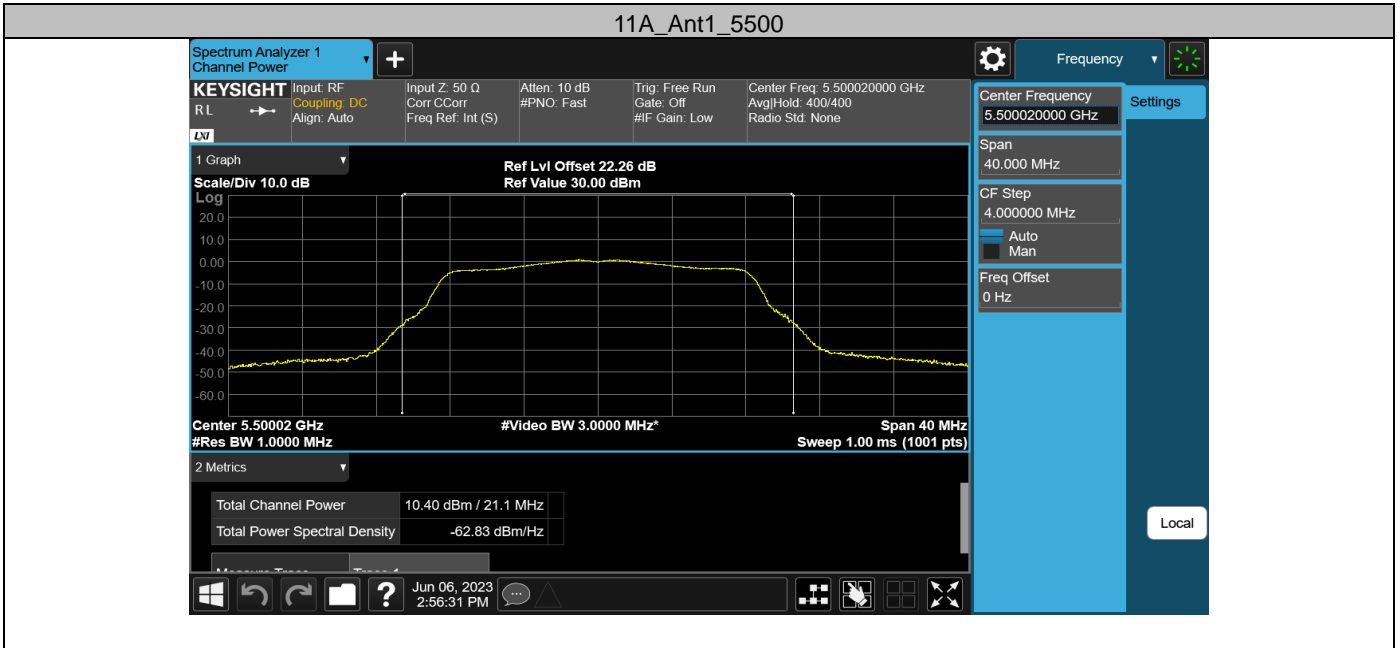 11A_Ant1_5500
Spectrum Analyzer 1
Channel Power
Frequency
KEYSIGHT
RL
LXI
Input: RF
Coupling: DC
Align: Auto
Input Z: 50 Ω
Corr CCorr
Freq Ref: Int (S)
Atten: 10 dB
#PNO: Fast
Trig: Free Run
Gate: Off
#IF Gain: Low
Center Freq: 5.500020000 GHz
Avg|Hold: 400/400
Radio Std: None
Center Frequency
5.500020000 GHz
Settings
Span
40.000 MHz
CF Step
4.000000 MHz
Auto
Man
Freq Offset
0 Hz
Local
1 Graph
Scale/Div 10.0 dB
Ref Lvl Offset 22.26 dB
Ref Value 30.00 dBm
Log
20.0
10.0
0.00
-10.0
-20.0
-30.0
-40.0
-50.0
-60.0
Center 5.50002 GHz
#Res BW 1.0000 MHz
#Video BW 3.0000 MHz*
Span 40 MHz
Sweep 1.00 ms (1001 pts)
2 Metrics
Total Channel Power 10.40 dBm / 21.1 MHz
Total Power Spectral Density -62.83 dBm/Hz
Measure Trace Trace 1
Jun 06, 2023
2:56:31 PM